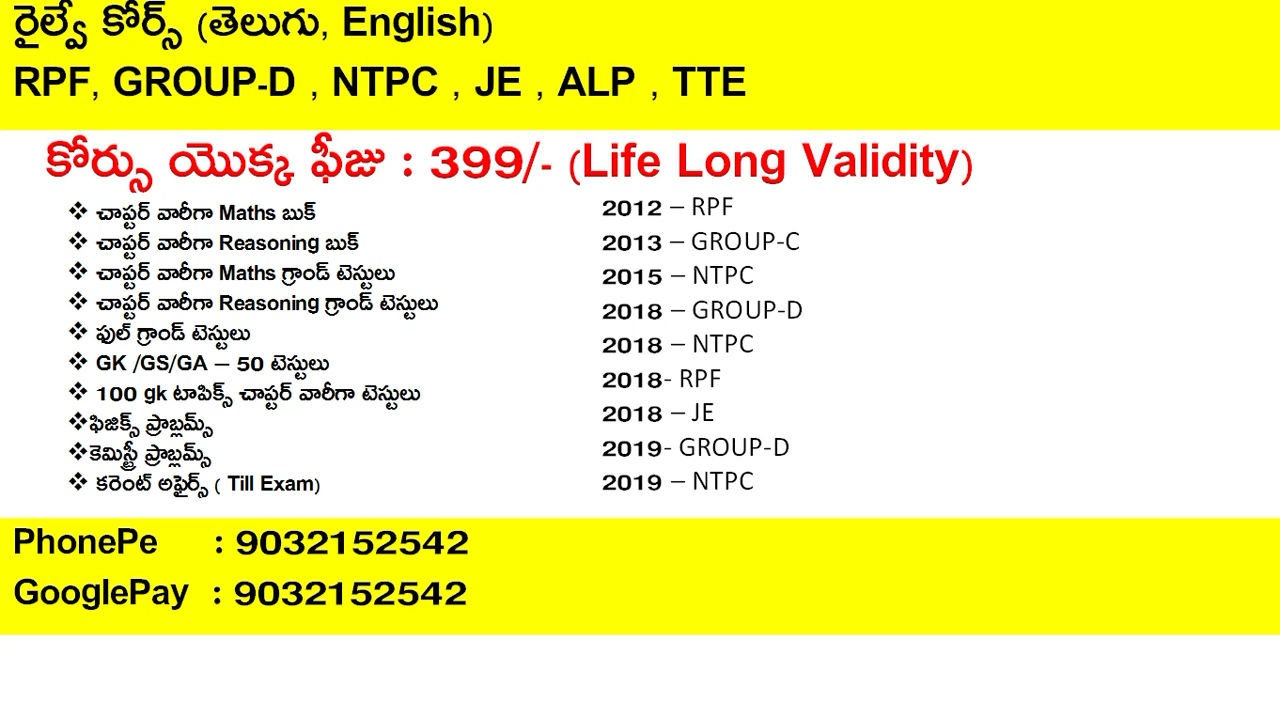 రైల్వే కోర్స్ (తెలుగు, English)
RPF, GROUP-D , NTPC , JE , ALP , TTE
కోర్సు యొక్క ఫీజు : 399/- (Life Long Validity)
❖ చాప్టర్ వారీగా Maths బుక్
❖ చాప్టర్ వారీగా Reasoning బుక్
❖ చాప్టర్ వారీగా Maths గ్రాండ్ టెస్టులు
❖ చాప్టర్ వారీగా Reasoning గ్రాండ్ టెస్టులు
❖ ఫుల్ గ్రాండ్ టెస్టులు
❖ GK /GS/GA – 50 టెస్టులు
❖ 100 gk టాపిక్స్ చాప్టర్ వారీగా టెస్టులు
❖ఫిజిక్స్ ప్రాబ్లమ్స్
❖కెమిస్ట్రీ ప్రాబ్లమ్స్
❖ కరెంట్ అఫైర్స్ ( Till Exam)
2012 – RPF
2013 – GROUP-C
2015 – NTPC
2018 – GROUP-D
2018 – NTPC
2018- RPF
2018 – JE
2019- GROUP-D
2019 – NTPC
PhonePe : 9032152542
GooglePay : 9032152542